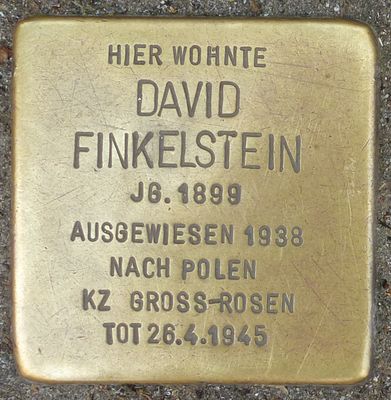 HIER WOHNTE
DAVID
FINKELSTEIN
JG. 1899
AUSGEWIESEN 1938
NACH POLEN
KZ GROSS-ROSEN
TOT 26.4.1945